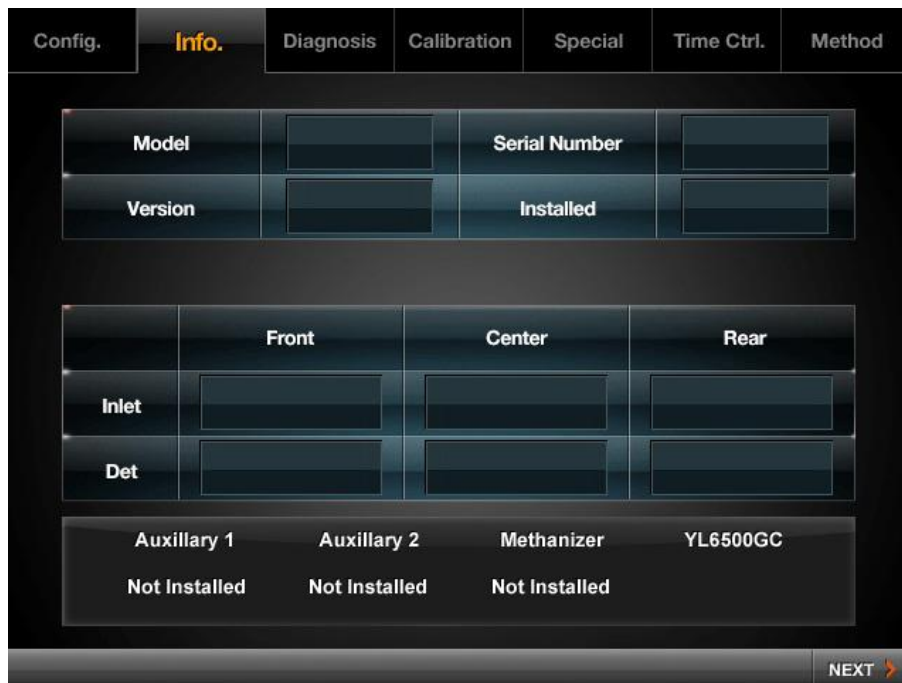 Config. Info. Diagnosis Calibration Special Time Ctrl. Method
Model Serial Number
Version Installed
Front Center Rear
Inlet
Det
Auxillary 1 Auxillary 2 Methanizer YL6500GC
Not Installed Not Installed Not Installed
NEXT